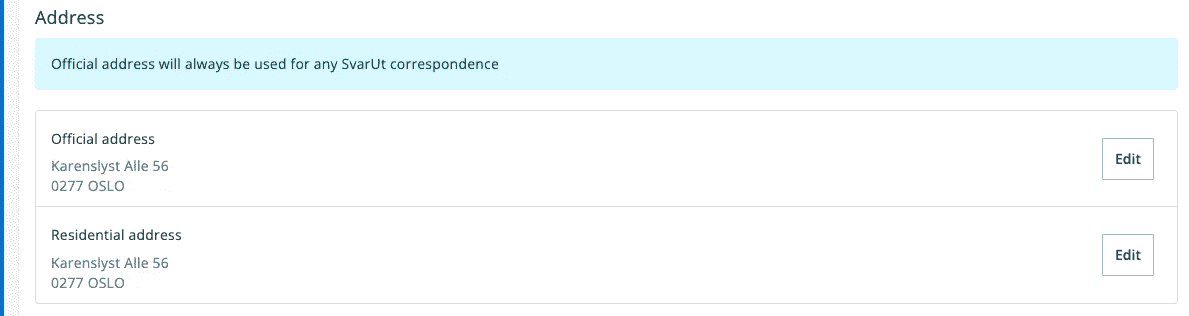 Address
Official address will always be used for any SvarUt correspondence
Official address
Karenslyst Alle 56
0277 OSLO
Edit
Residential address
Karenslyst Alle 56
0277 OSLO
Edit